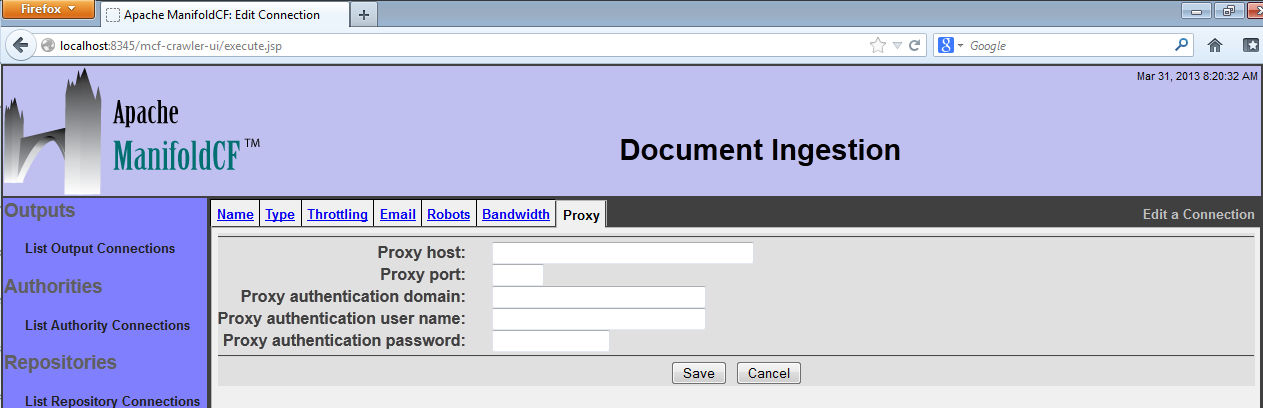 Firefox
Apache ManifoldCF: Edit Connection
localhost:8345/mcf-crawler-ui/execute.jsp
Google
Mar 31, 2013 8:20:32 AM
Apache
ManifoldCF™
Document Ingestion
Outputs
List Output Connections
Authorities
List Authority Connections
Repositories
List Repository Connections
Name Type Throttling Email Robots Bandwidth Proxy Edit a Connection
Proxy host:
Proxy port:
Proxy authentication domain:
Proxy authentication user name:
Proxy authentication password:
Save Cancel